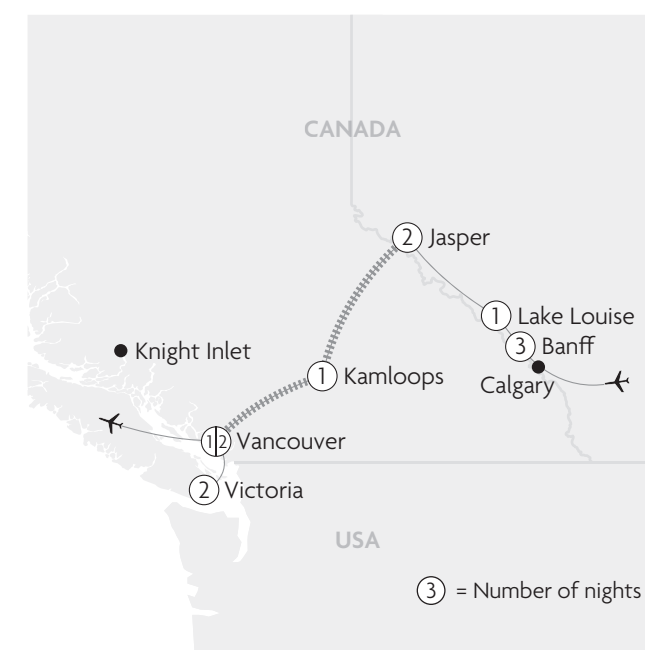 CANADA
2 Jasper
1 Lake Louise
3 Banff
Knight Inlet
1 Kamloops
Calgary
1|2 Vancouver
2 Victoria
USA
3 = Number of nights